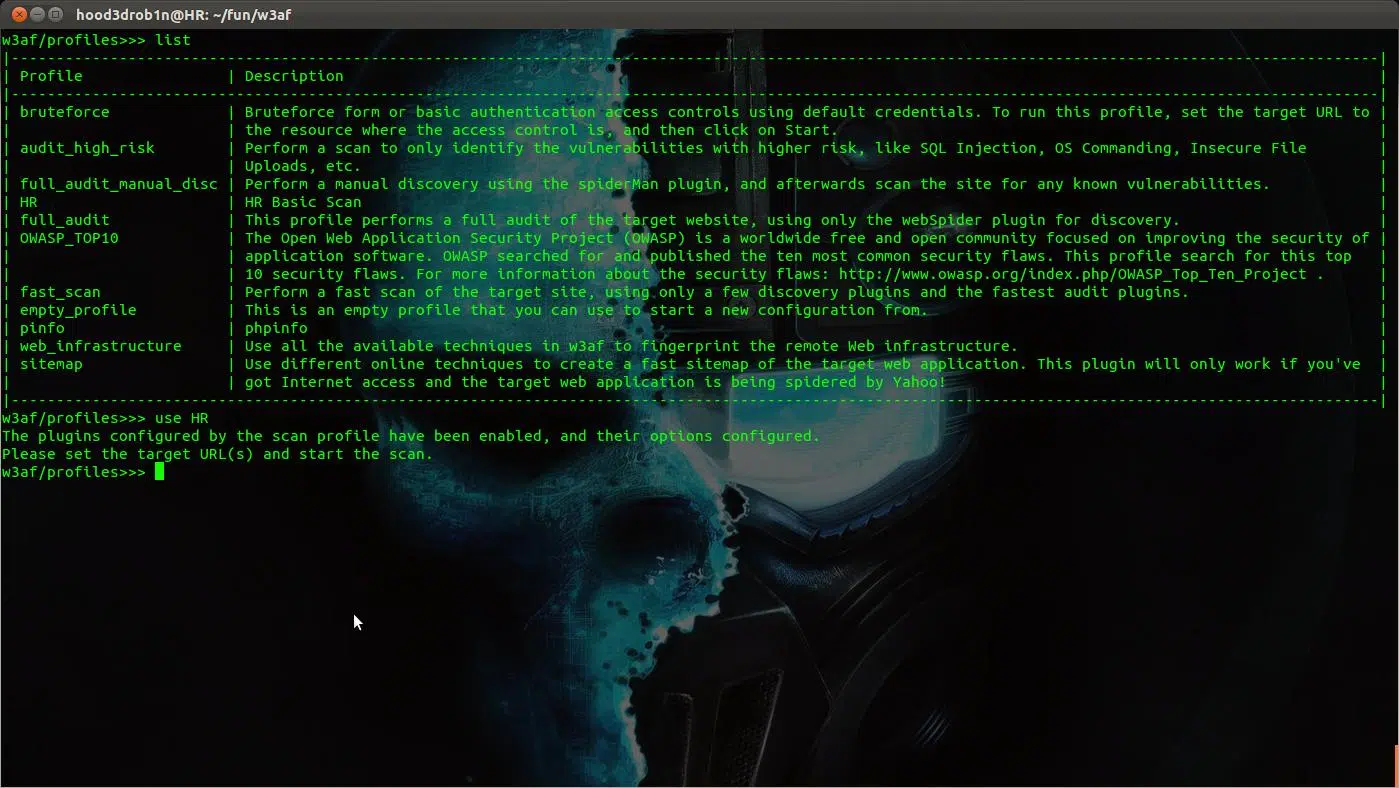 hood3drob1n@HR: ~/fun/w3af
w3af/profiles>>> list
|---------------------------------------------------------------------------------------------------------------------------------------------------------|
| Profile                | Description                                                                                                                    |
|---------------------------------------------------------------------------------------------------------------------------------------------------------|
| bruteforce             | Bruteforce form or basic authentication access controls using default credentials. To run this profile, set the target URL to |
|                        | the resource where the access control is, and then click on Start.                                                             |
| audit_high_risk        | Perform a scan to only identify the vulnerabilities with higher risk, like SQL Injection, OS Commanding, Insecure File        |
|                        | Uploads, etc.                                                                                                                  |
| full_audit_manual_disc | Perform a manual discovery using the spiderMan plugin, and afterwards scan the site for any known vulnerabilities.            |
| HR                     | HR Basic Scan                                                                                                                  |
| full_audit             | This profile performs a full audit of the target website, using only the webSpider plugin for discovery.                      |
| OWASP_TOP10            | The Open Web Application Security Project (OWASP) is a worldwide free and open community focused on improving the security of |
|                        | application software. OWASP searched for and published the ten most common security flaws. This profile search for this top   |
|                        | 10 security flaws. For more information about the security flaws: http://www.owasp.org/index.php/OWASP_Top_Ten_Project .      |
| fast_scan              | Perform a fast scan of the target site, using only a few discovery plugins and the fastest audit plugins.                     |
| empty_profile          | This is an empty profile that you can use to start a new configuration from.                                                  |
| pinfo                  | phpinfo                                                                                                                        |
| web_infrastructure     | Use all the available techniques in w3af to fingerprint the remote Web infrastructure.                                        |
| sitemap                | Use different online techniques to create a fast sitemap of the target web application. This plugin will only work if you've  |
|                        | got Internet access and the target web application is being spidered by Yahoo!                                                |
|---------------------------------------------------------------------------------------------------------------------------------------------------------|
w3af/profiles>>> use HR
The plugins configured by the scan profile have been enabled, and their options configured.
Please set the target URL(s) and start the scan.
w3af/profiles>>>